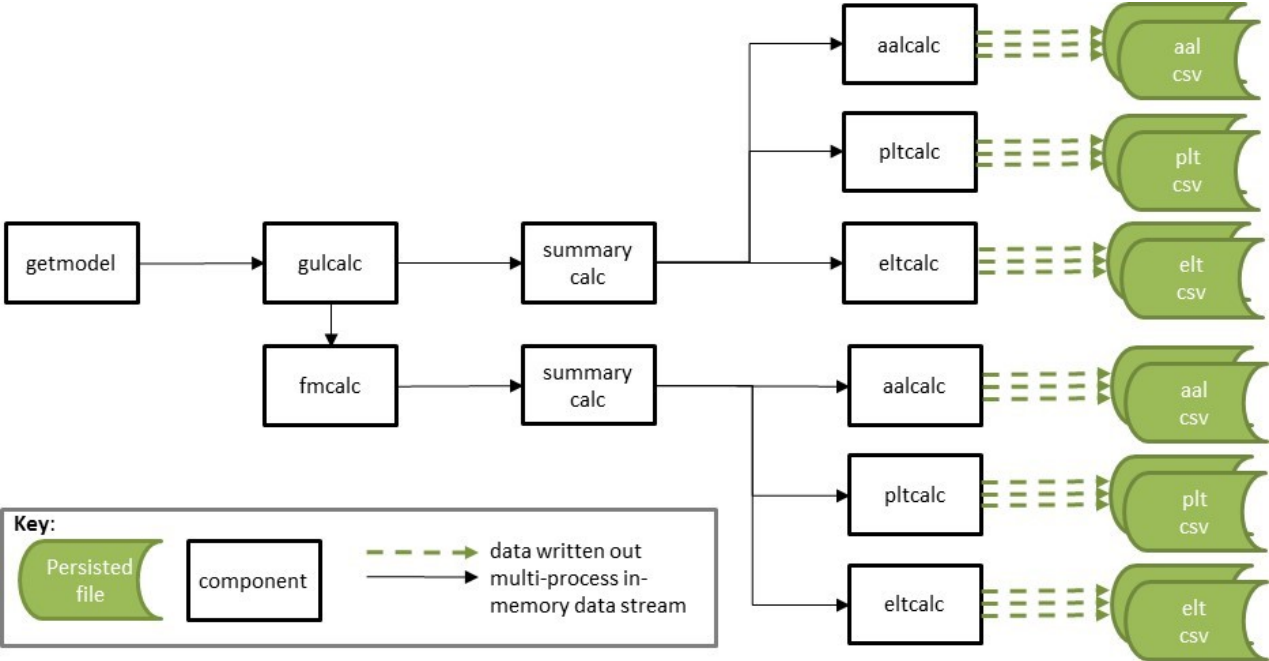 aalcalc
aal
csv
pltcalc
plt
csv
getmodel
gulcalc
summary
calc
eltcalc
elt
csv
fmcalc
summary
calc
aalcalc
aal
csv
pltcalc
plt
csv
Key:
Persisted
file
component
data written out
multi-process in-
memory data stream
eltcalc
elt
csv